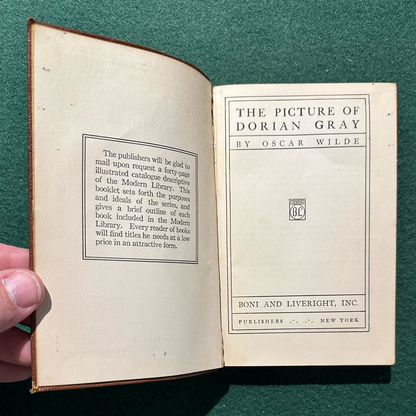 The publishers will be glad to
mail upon request a forty-page
illustrated catalogue descriptive
of the Modern Library. This
booklet sets forth the purposes
and ideals of the series, and
gives a brief outline of each
book included in the Modern
Library. Every reader of books
will find titles he needs at a low
price in an attractive form.
THE PICTURE OF
DORIAN GRAY
BY OSCAR WILDE
BL
BONI AND LIVERIGHT, INC.
PUBLISHERS .·. .·. NEW YORK